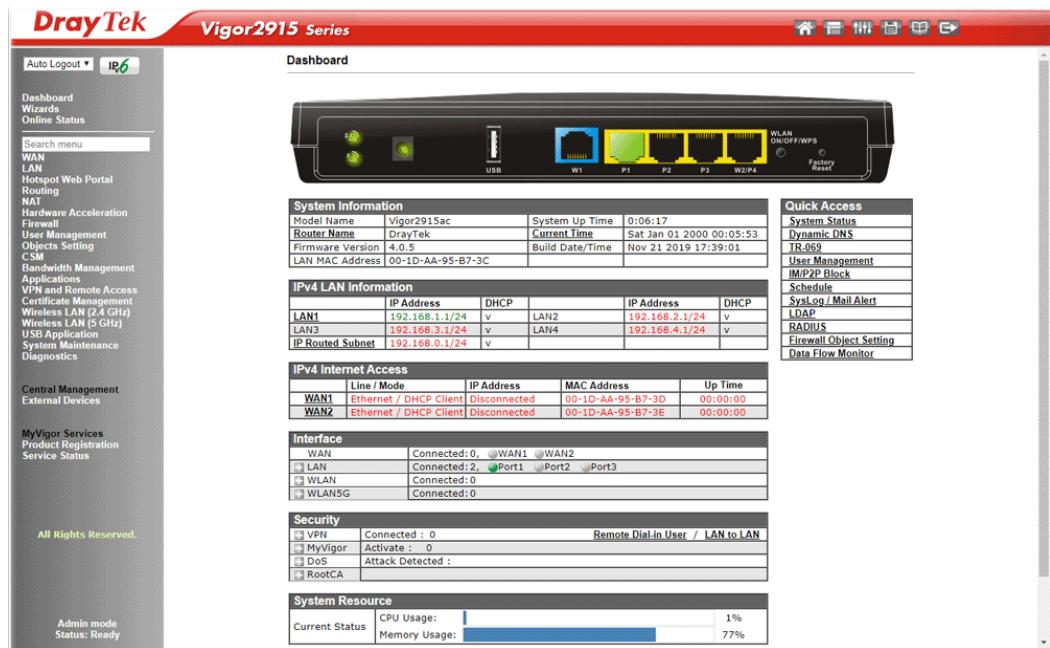 DrayTek
Vigor2915 Series
Auto Logout
IPv6
Dashboard
Wizards
Online Status
Search menu
WAN
LAN
Hotspot Web Portal
Routing
NAT
Hardware Acceleration
Firewall
User Management
Objects Setting
CSM
Bandwidth Management
Applications
VPN and Remote Access
Certificate Management
Wireless LAN (2.4 GHz)
Wireless LAN (5 GHz)
USB Application
System Maintenance
Diagnostics
Central Management
External Devices
MyVigor Services
Product Registration
Service Status
All Rights Reserved.
Admin mode
Status: Ready
Dashboard
WLAN
ON/OFF/WPS
Factory
Reset
USB W1 P1 P2 P3 W2/P4
System Information
Model Name Vigor2915ac System Up Time 0:06:17
Router Name DrayTek Current Time Sat Jan 01 2000 00:05:53
Firmware Version 4.0.5 Build Date/Time Nov 21 2019 17:39:01
LAN MAC Address 00-1D-AA-95-B7-3C
IPv4 LAN Information
IP Address DHCP IP Address DHCP
LAN1 192.168.1.1/24 v LAN2 192.168.2.1/24 v
LAN3 192.168.3.1/24 v LAN4 192.168.4.1/24 v
IP Routed Subnet 192.168.0.1/24 v
IPv4 Internet Access
Line / Mode IP Address MAC Address Up Time
WAN1 Ethernet / DHCP Client Disconnected 00-1D-AA-95-B7-3D 00:00:00
WAN2 Ethernet / DHCP Client Disconnected 00-1D-AA-95-B7-3E 00:00:00
Interface
WAN Connected:0, WAN1 WAN2
LAN Connected:2, Port1 Port2 Port3
WLAN Connected:0
WLAN5G Connected:0
Security
VPN Connected : 0 Remote Dial-in User / LAN to LAN
MyVigor Activate : 0
DoS Attack Detected :
RootCA
System Resource
Current Status CPU Usage: 1%
Memory Usage: 77%
Quick Access
System Status
Dynamic DNS
TR-069
User Management
IM/P2P Block
Schedule
SysLog / Mail Alert
LDAP
RADIUS
Firewall Object Setting
Data Flow Monitor